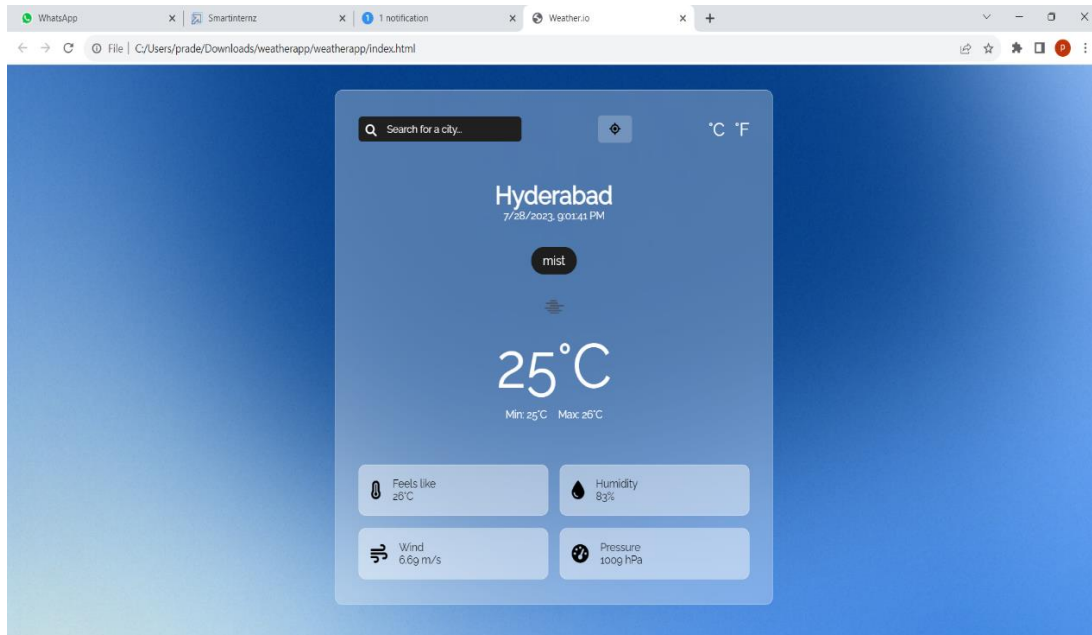 WhatsApp
Smartinternz
1 1 notification
Weather.io
File | C:/Users/prade/Downloads/weatherapp/weatherapp/index.html
P
Search for a city...
°C °F
Hyderabad
7/28/2023, 9:01:41 PM
mist
25°C
Min: 25°C Max: 26°C
Feels like
26°C
Humidity
83%
Wind
6.69 m/s
Pressure
1009 hPa